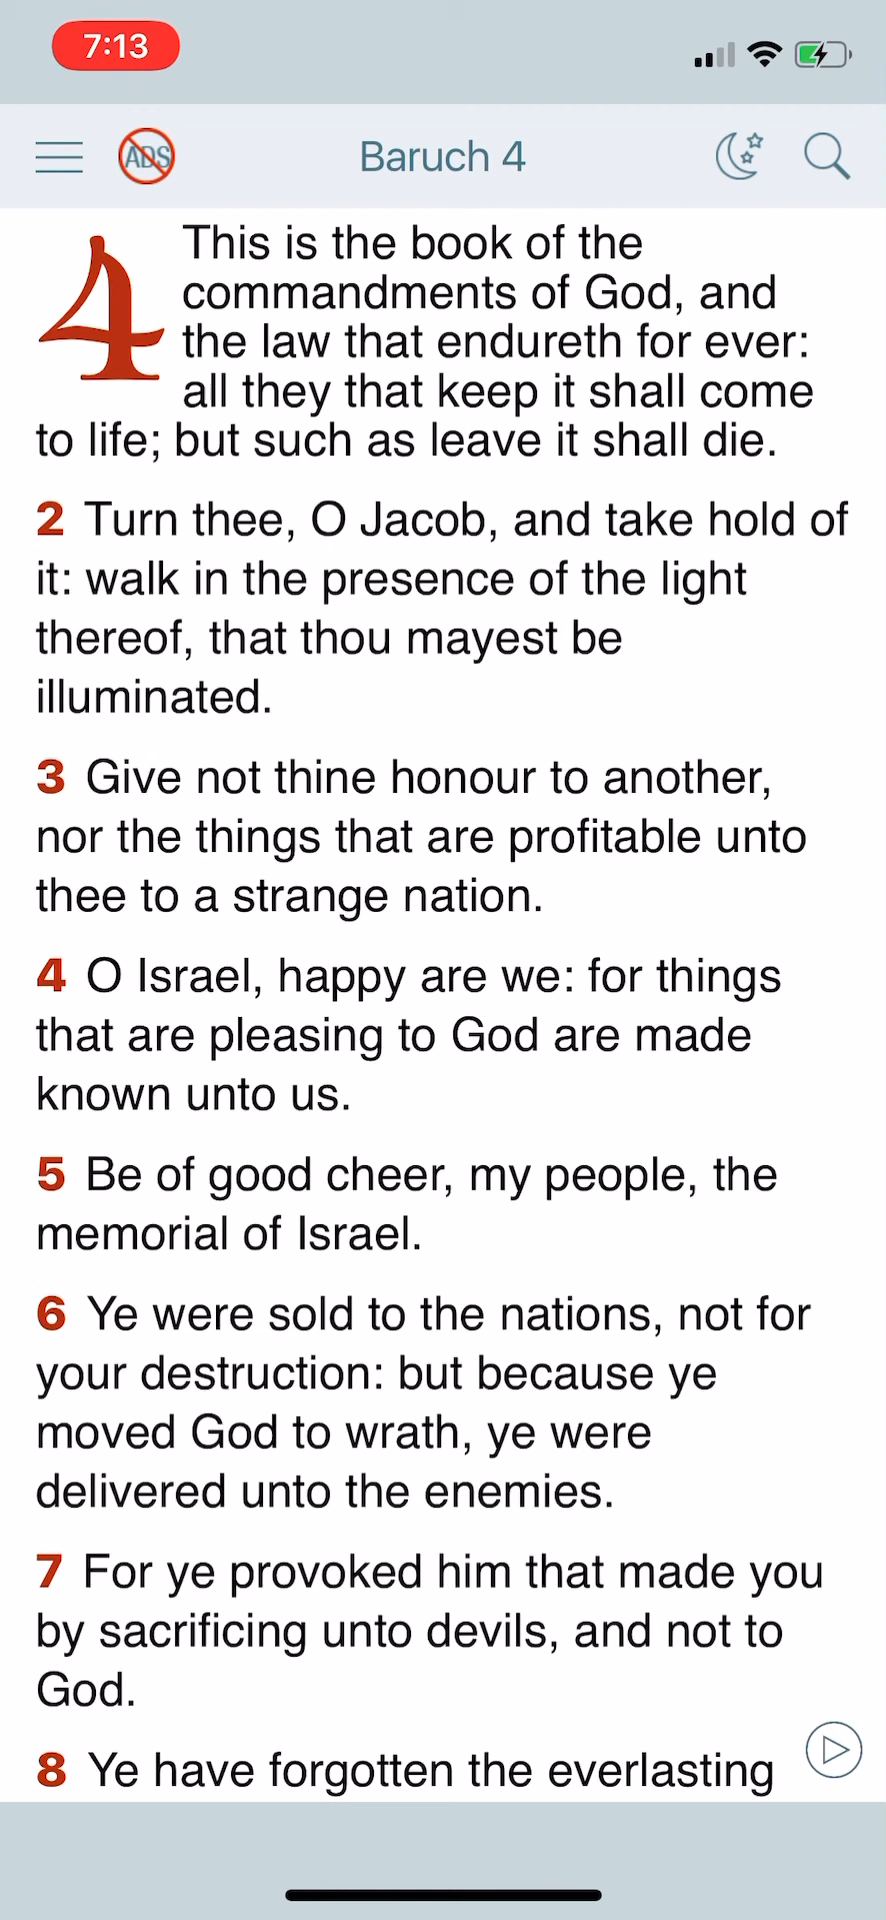 7:13
ADS
Baruch 4
4 This is the book of the
commandments of God, and
the law that endureth for ever:
all they that keep it shall come
to life; but such as leave it shall die.
2 Turn thee, O Jacob, and take hold of
it: walk in the presence of the light
thereof, that thou mayest be
illuminated.
3 Give not thine honour to another,
nor the things that are profitable unto
thee to a strange nation.
4 O Israel, happy are we: for things
that are pleasing to God are made
known unto us.
5 Be of good cheer, my people, the
memorial of Israel.
6 Ye were sold to the nations, not for
your destruction: but because ye
moved God to wrath, ye were
delivered unto the enemies.
7 For ye provoked him that made you
by sacrificing unto devils, and not to
God.
8 Ye have forgotten the everlasting